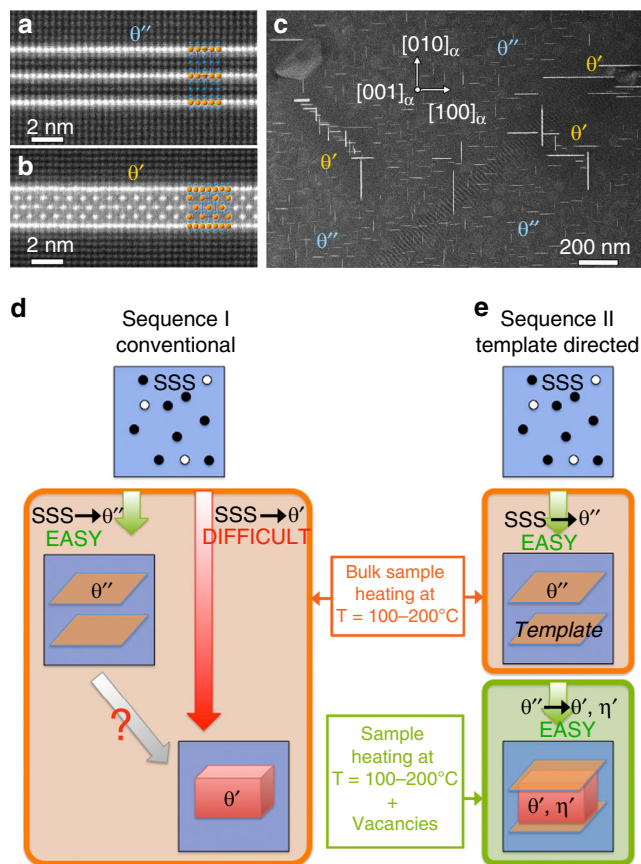 a
θ″
2 nm
b
θ′
2 nm
c
θ″
[010]α
[001]α
[100]α
θ′
θ′
θ′
θ″
θ″
200 nm
d
Sequence I
conventional
SSS
SSS→θ″
EASY
SSS→θ′
DIFFICULT
θ″
?
θ′
Bulk sample
heating at
T = 100–200°C
Sample
heating at
T = 100–200°C
+
Vacancies
e
Sequence II
template directed
SSS
SSS→θ″
EASY
θ″
Template
θ″→θ′, η′
EASY
θ′, η′